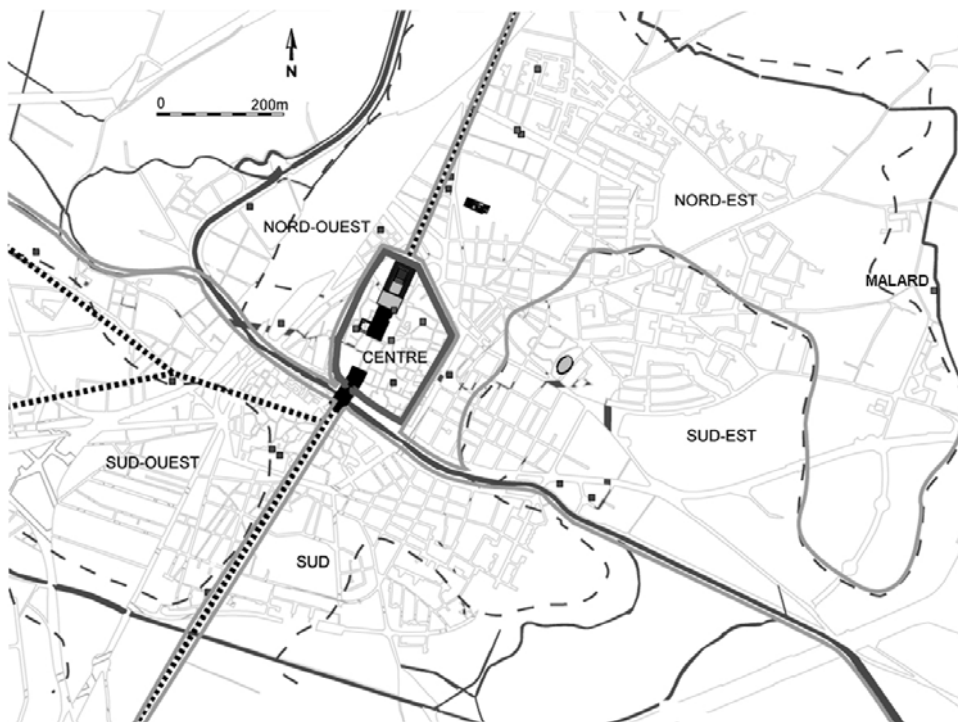 N
0 200m
NORD-EST
NORD-OUEST
MALARD
CENTRE
SUD-EST
SUD-OUEST
SUD